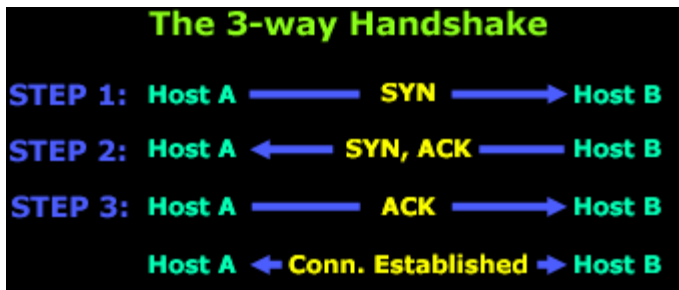 The 3-way Handshake
STEP 1: Host A SYN Host B
STEP 2: Host A SYN, ACK Host B
STEP 3: Host A ACK Host B
Host A Conn. Established Host B